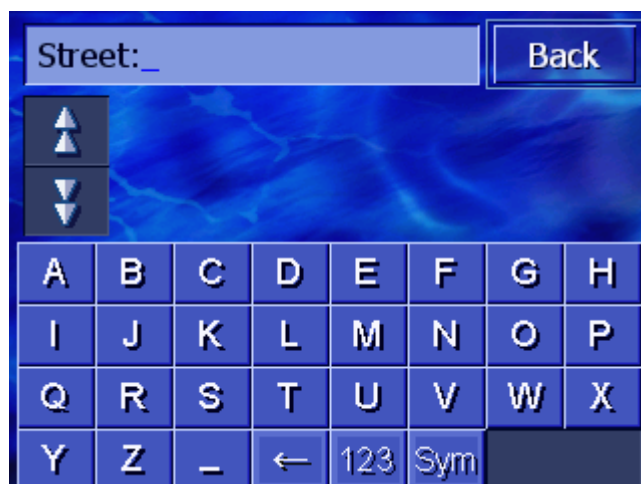 Street:_ Back
A B C D E F G H
I J K L M N O P
Q R S T U V W X
Y Z _ ← 123 Sym